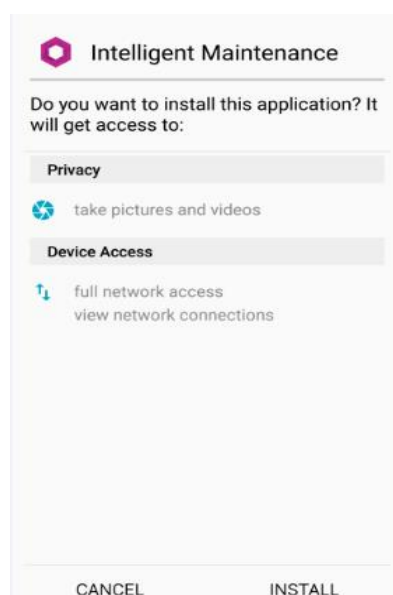 Intelligent Maintenance
Do you want to install this application? It
will get access to:
Privacy
take pictures and videos
Device Access
full network access
view network connections
CANCEL INSTALL